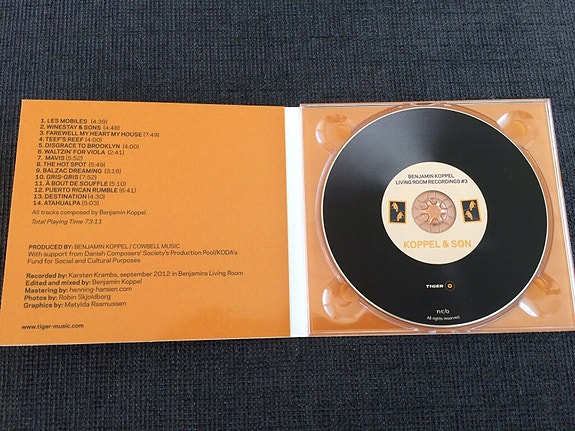 1. LES MOBILES (4:39)
2. WINESTAY & SONS (4:48)
3. FAREWELL MY HEART MY HOUSE (7:49)
4. TEEF'S REEF (4:00)
5. DISGRACE TO BROOKLYN (4:00)
6. WALTZIN' FOR VIOLA (2:41)
7. MAVIS (5:52)
8. THE HOT SPOT (5:49)
9. BALZAC DREAMING (3:16)
10. GRIS-GRIS (7:52)
11. À BOUT DE SOUFFLE (5:10)
12. PUERTO RICAN RUMBLE (6:41)
13. DESTINATION (4:30)
14. ATAHUALPA (5:03)
All tracks composed by Benjamin Koppel
Total Playing Time 73:11
PRODUCED BY: BENJAMIN KOPPEL / COWBELL MUSIC
With support from Danish Composers' Society's Production Pool/KODA's
Fund for Social and Cultural Purposes
Recorded by: Karsten Krambs, september 2012 in Benjamins Living Room
Edited and mixed by: Benjamin Koppel
Mastering by: henning-hansen.com
Photos by: Robin Skjoldborg
Graphics by: Matylda Rasmussen
www.tiger-music.com
BENJAMIN KOPPEL
LIVING ROOM RECORDINGS #3
KOPPEL & SØN
TIGER
ncb
All rights, reserved.